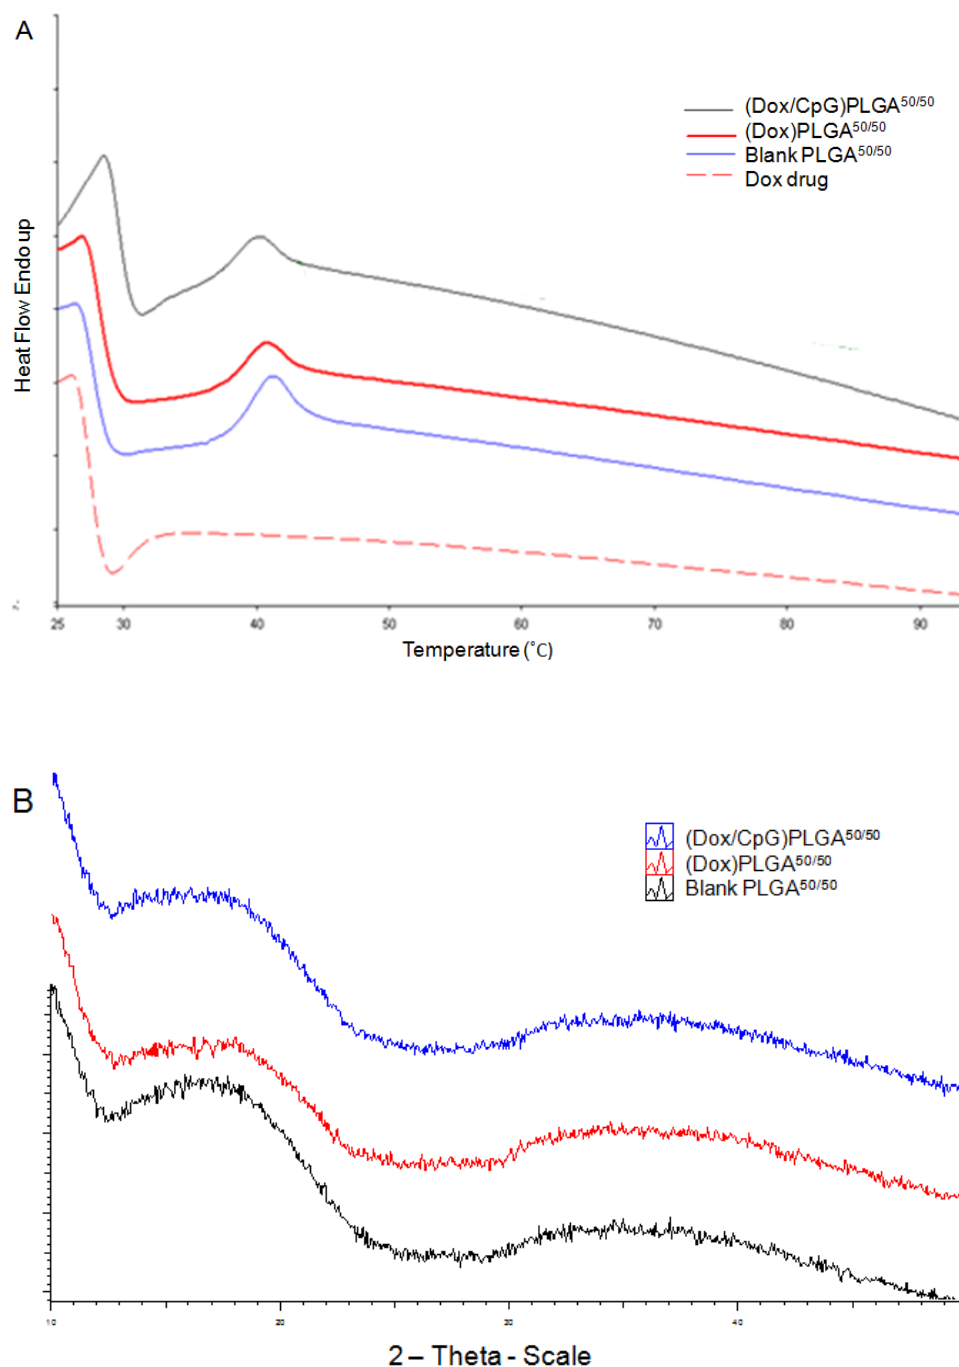 A
(Dox/CpG)PLGA50/50
(Dox)PLGA50/50
Blank PLGA50/50
Dox drug
Heat Flow Endo up
25 30 40 50 60 70 80 90
Temperature (˚C)
B
(Dox/CpG)PLGA50/50
(Dox)PLGA50/50
Blank PLGA50/50
10 20 30 40
2 – Theta - Scale